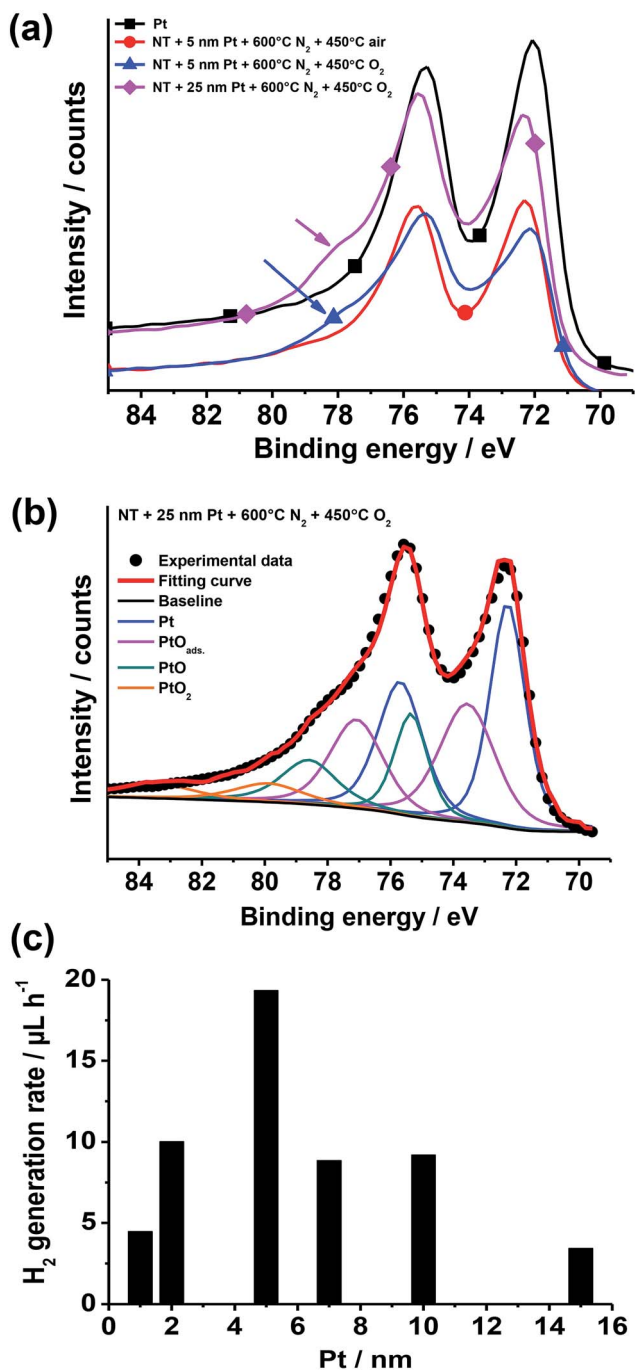 (a)
Pt
NT + 5 nm Pt + 600°C N2 + 450°C air
NT + 5 nm Pt + 600°C N2 + 450°C O2
NT + 25 nm Pt + 600°C N2 + 450°C O2
Intensity / counts
84 82 80 78 76 74 72 70
Binding energy / eV
(b)
NT + 25 nm Pt + 600°C N2 + 450°C O2
Experimental data
Fitting curve
Baseline
Pt
PtOads.
PtO
PtO2
Intensity / counts
84 82 80 78 76 74 72 70
Binding energy / eV
(c)
H2 generation rate / µL h-1
20
15
10
5
0
0 2 4 6 8 10 12 14 16
Pt / nm